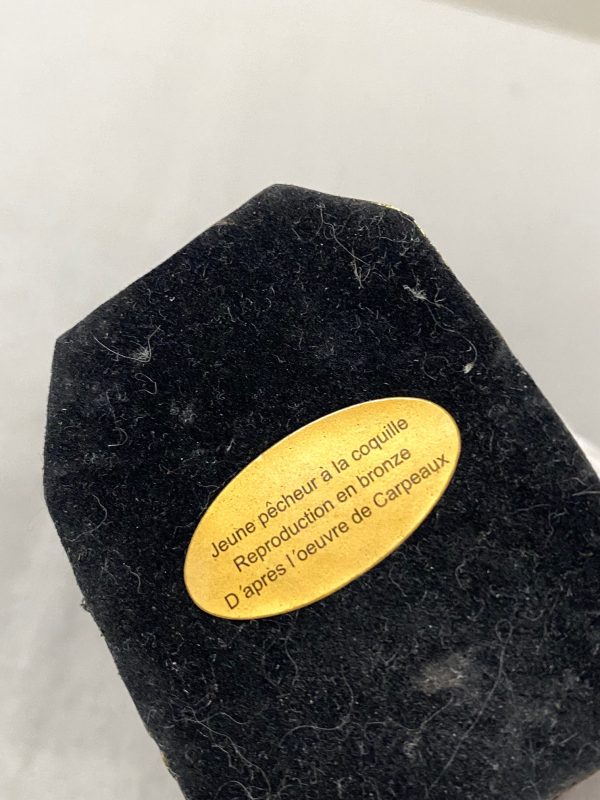 Jeune pêcheur à la coquille
Reproduction en bronze
D'après l'oeuvre de Carpeaux